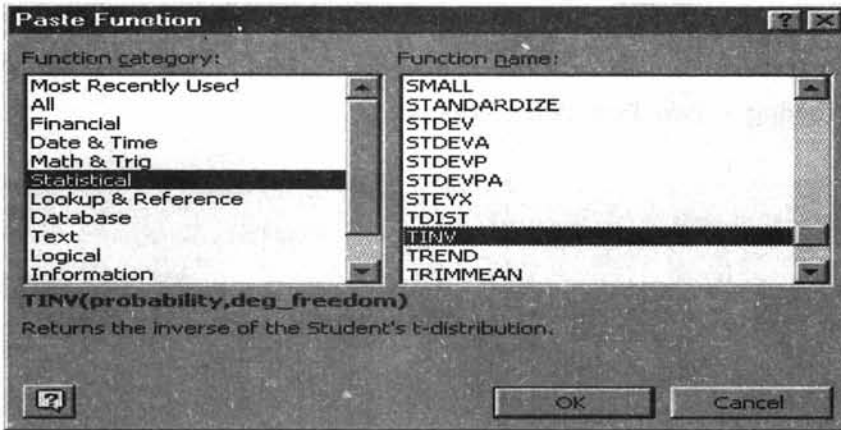 Paste Function
Function category:
Most Recently Used
All
Financial
Date & Time
Math & Trig
Statistical
Lookup & Reference
Database
Text
Logical
Information
Function name:
SMALL
STANDARDIZE
STDEV
STDEVA
STDEVP
STDEVPA
STEYX
TDIST
TINV
TREND
TRIMMEAN
TINV(probability,deg_freedom)
Returns the inverse of the Student's t-distribution.
OK
Cancel